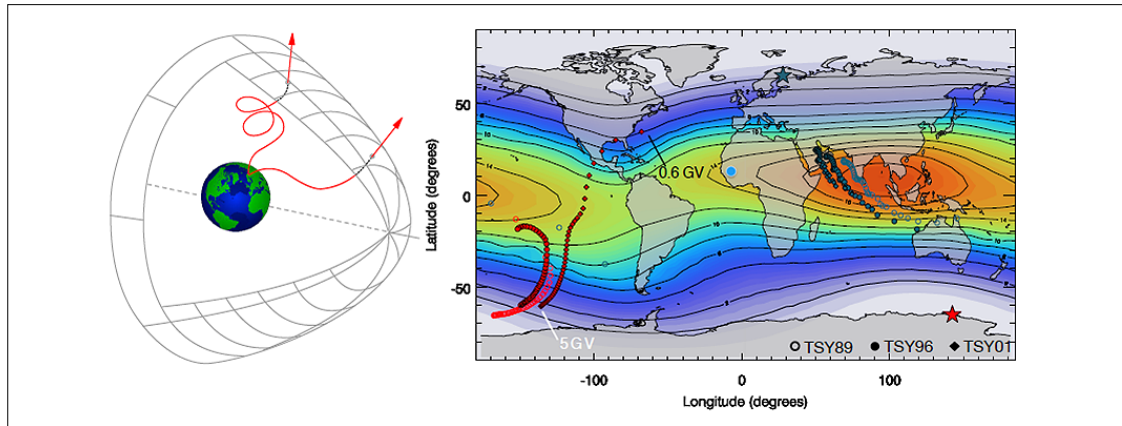 50
0
-50
Latitude (degrees)
0.6 GV
5GV
TSY89 TSY96 TSY01
-100 0 100
Longitude (degrees)